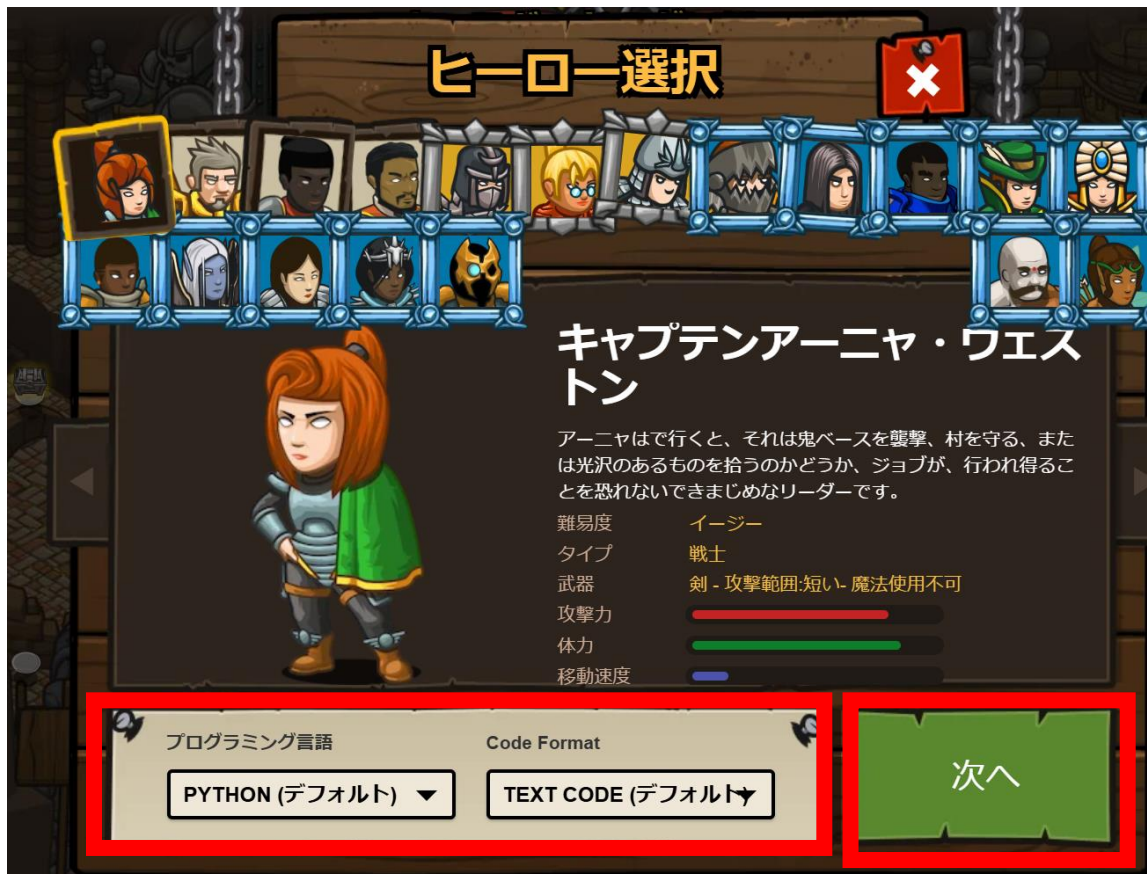 ヒーロー選択
キャプテンアーニャ・ウェス
トン
アーニャはで行くと、それは鬼ベースを襲撃、村を守る、また
は光沢のあるものを拾うのかどうか、ジョブが、行われ得るこ
とを恐れないできまじめなリーダーです。
難易度 イージー
タイプ 戦士
武器 剣 - 攻撃範囲:短い- 魔法使用不可
攻撃力
体力
移動速度
プログラミング言語 Code Format
PYTHON (デフォルト) TEXT CODE (デフォルト)
次へ